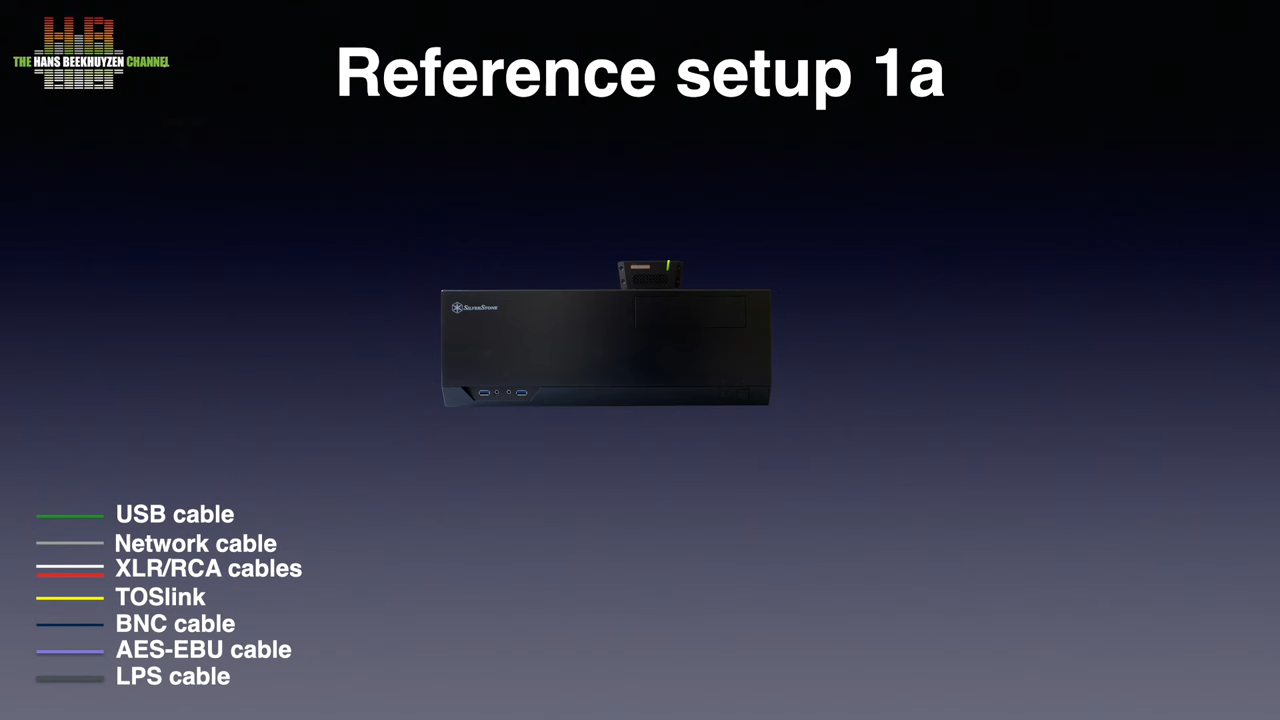 THE HANS BEEKHUYZEN CHANNEL
Reference setup 1a
SilverStone
USB cable
Network cable
XLR/RCA cables
TOSlink
BNC cable
AES-EBU cable
LPS cable